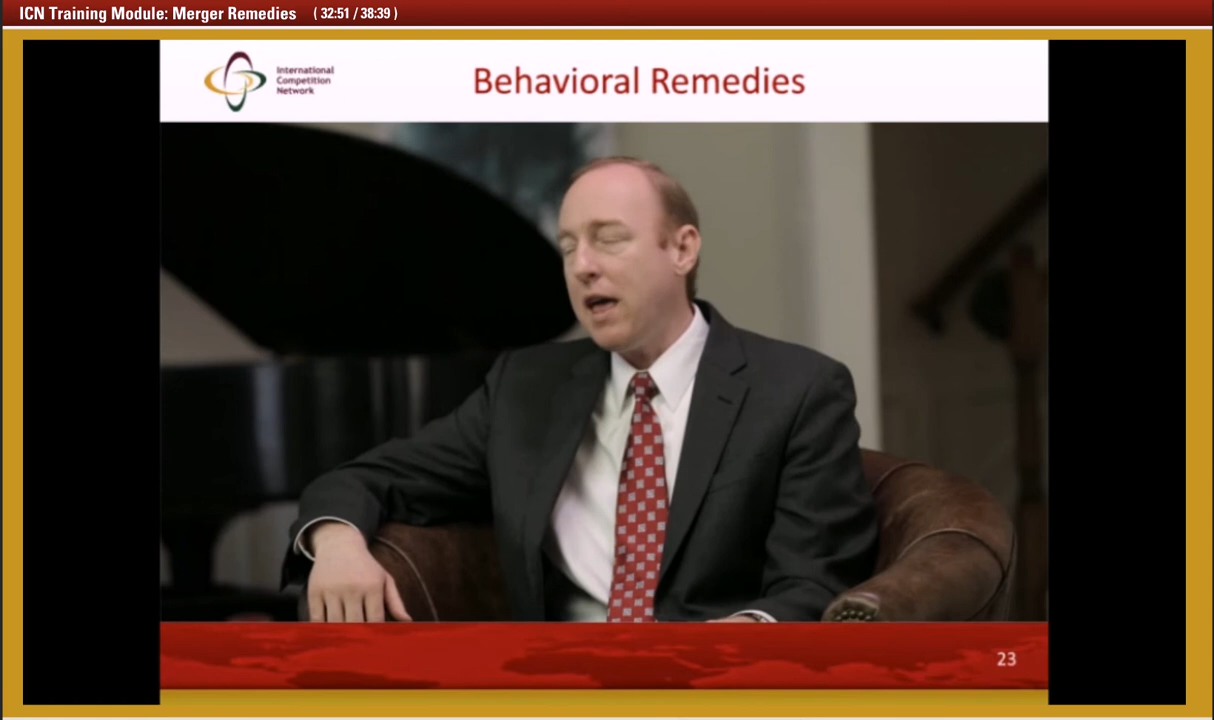 ICN Training Module: Merger Remedies ( 32:51 / 38:39 )
International
Competition
Network
Behavioral Remedies
23